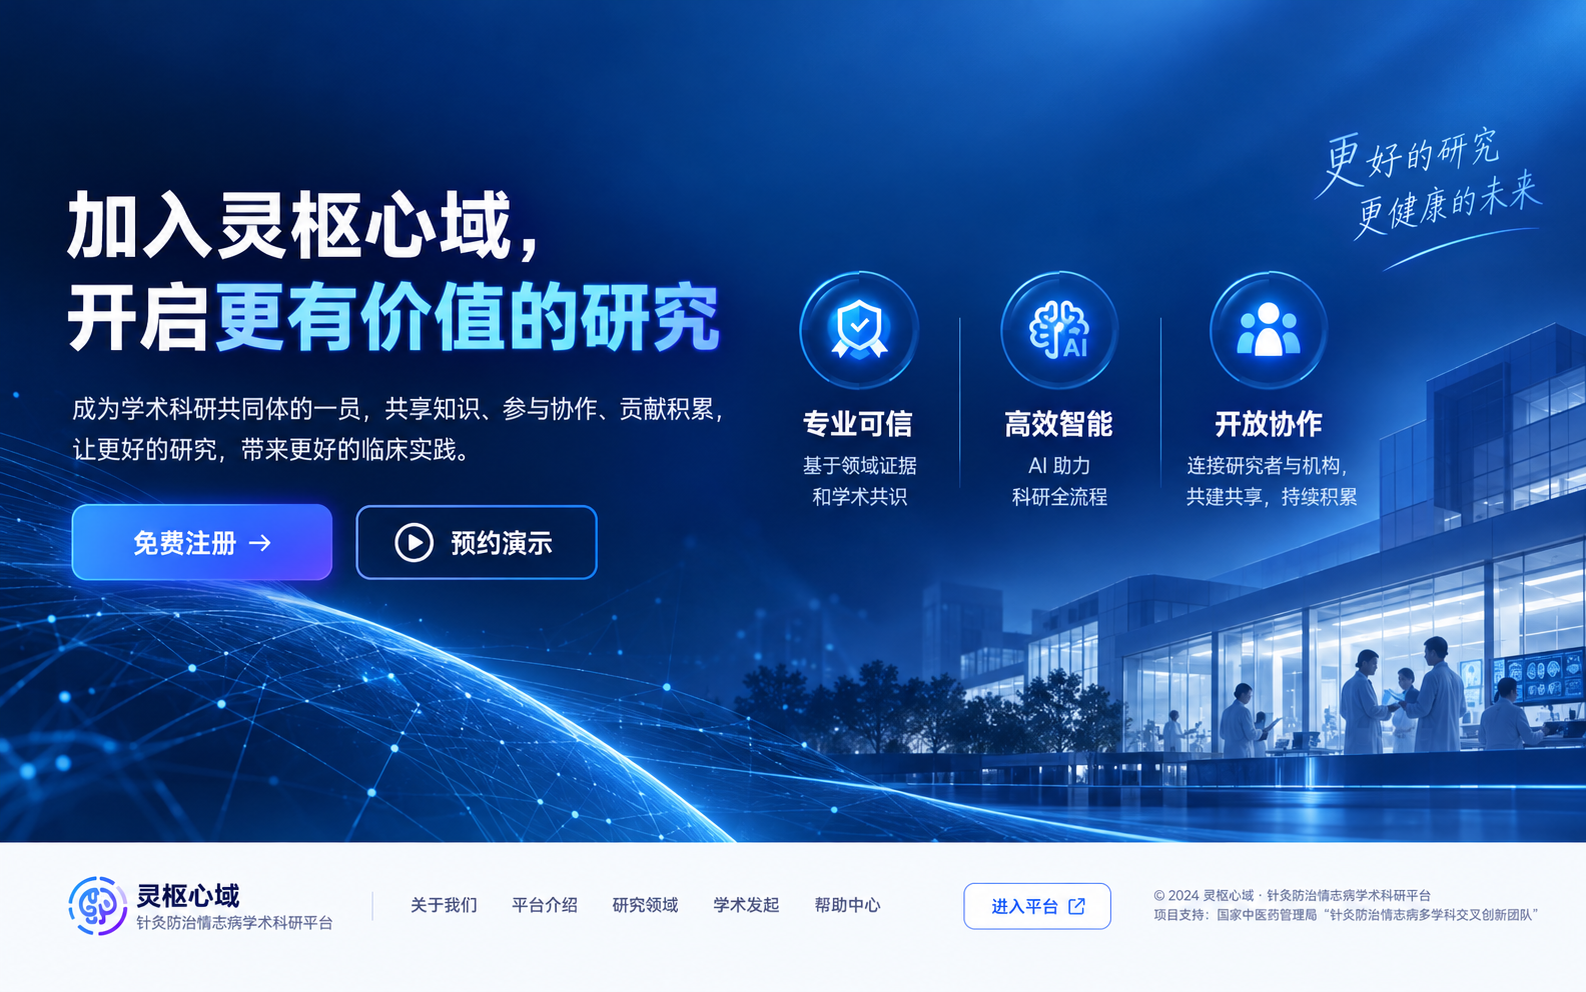 更好的研究
更健康的未来
加入灵枢心域，
开启更有价值的研究
成为学术科研共同体的一员，共享知识、参与协作、贡献积累，
让更好的研究，带来更好的临床实践。
免费注册 →
预约演示
AI
专业可信
基于领域证据
和学术共识
高效智能
AI 助力
科研全流程
开放协作
连接研究者与机构，
共建共享，持续积累
灵枢心域
针灸防治情志病学术科研平台
关于我们
平台介绍
研究领域
学术发起
帮助中心
进入平台
© 2024 灵枢心域 · 针灸防治情志病学术科研平台
项目支持：国家中医药管理局“针灸防治情志病多学科交叉创新团队”